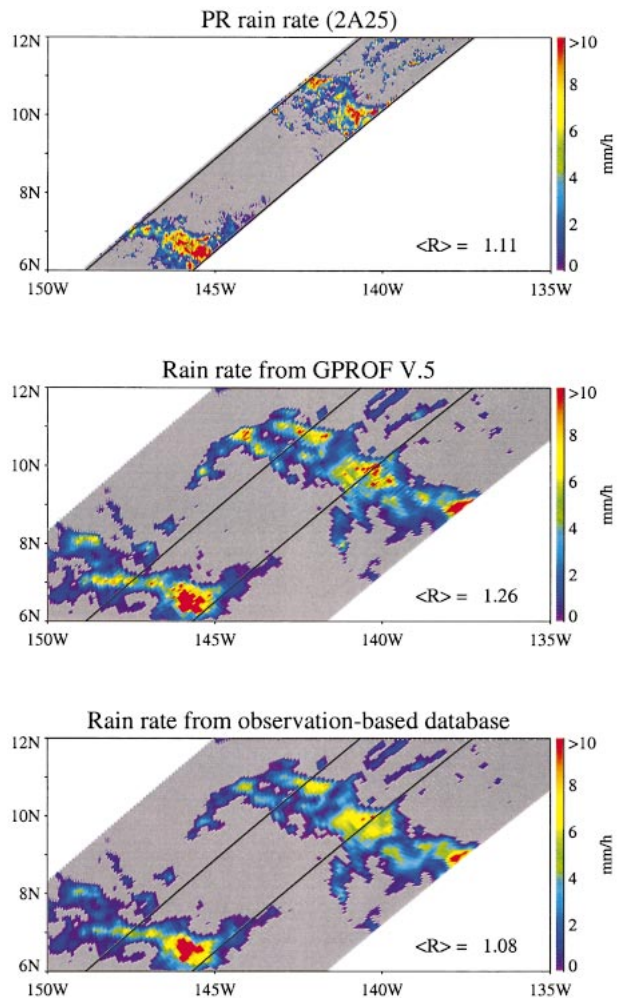 PR rain rate (2A25)
12N
10N
8N
6N
150W 145W 140W 135W
<R> = 1.11
>10
8
6
4
2
0
mm/h
Rain rate from GPROF V.5
12N
10N
8N
6N
150W 145W 140W 135W
<R> = 1.26
>10
8
6
4
2
0
mm/h
Rain rate from observation-based database
12N
10N
8N
6N
150W 145W 140W 135W
<R> = 1.08
>10
8
6
4
2
0
mm/h